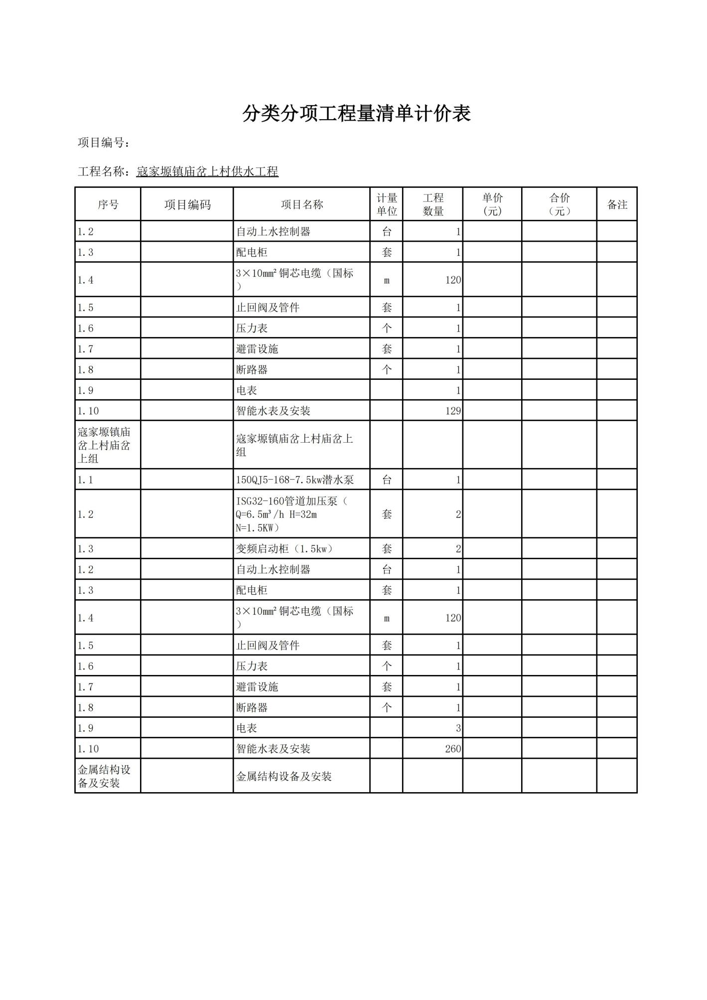 分类分项工程量清单计价表
项目编号：
工程名称：寇家塬镇庙岔上村供水工程
序号 项目编码 项目名称 计量单位 工程数量 单价(元) 合价（元） 备注
1.2 自动上水控制器 台 1
1.3 配电柜 套 1
1.4 3×10mm²铜芯电缆（国标） m 120
1.5 止回阀及管件 套 1
1.6 压力表 个 1
1.7 避雷设施 套 1
1.8 断路器 个 1
1.9 电表 1
1.10 智能水表及安装 129
寇家塬镇庙岔上村庙岔上组 寇家塬镇庙岔上村庙岔上组
1.1 150QJ5-168-7.5kw潜水泵 台 1
1.2 ISG32-160管道加压泵（Q=6.5m³/h H=32m N=1.5KW） 套 2
1.3 变频启动柜（1.5kw） 套 2
1.2 自动上水控制器 台 1
1.3 配电柜 套 1
1.4 3×10mm²铜芯电缆（国标） m 120
1.5 止回阀及管件 套 1
1.6 压力表 个 1
1.7 避雷设施 套 1
1.8 断路器 个 1
1.9 电表 3
1.10 智能水表及安装 260
金属结构设备及安装 金属结构设备及安装